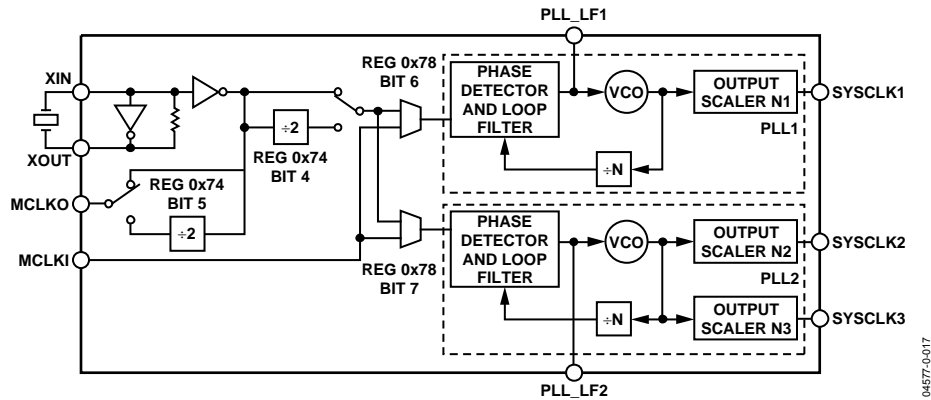 PLL_LF1
XIN
XOUT
MCLKO
MCLKI
÷2
REG 0x74
BIT 4
REG 0x74
BIT 5
÷2
REG 0x78
BIT 6
REG 0x78
BIT 7
PHASE
DETECTOR
AND LOOP
FILTER
VCO
OUTPUT
SCALER N1
PLL1
÷N
SYSCLK1
PHASE
DETECTOR
AND LOOP
FILTER
VCO
OUTPUT
SCALER N2
PLL2
÷N
OUTPUT
SCALER N3
SYSCLK2
SYSCLK3
PLL_LF2
04577-0-017